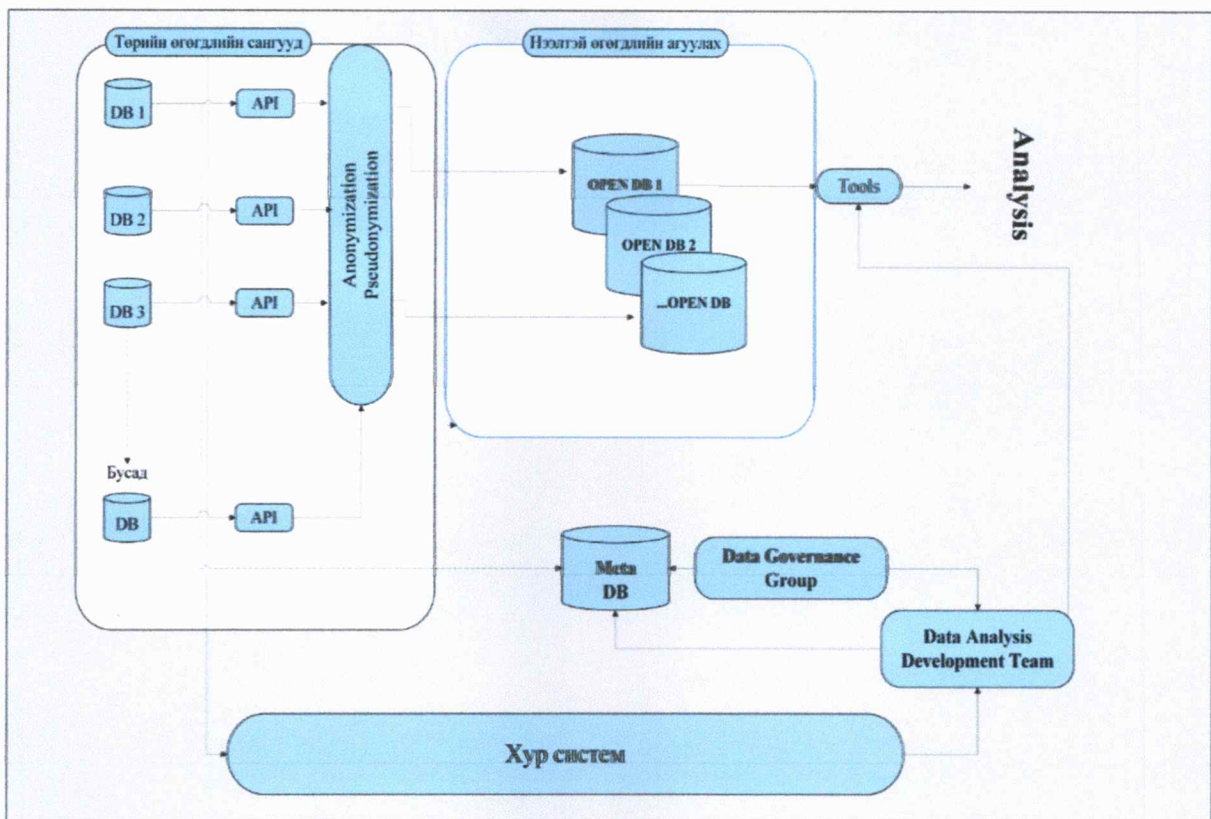 Төрийн өгөгдлийн сангууд
Нээлтэй өгөгдлийн агуулах
DB 1
API
DB 2
API
DB 3
API
Бусад
DB
API
Anonymization
Pseudonymization
OPEN DB 1
OPEN DB 2
...OPEN DB
Tools
Analysis
Meta
DB
Data Governance
Group
Data Analysis
Development Team
Хур систем